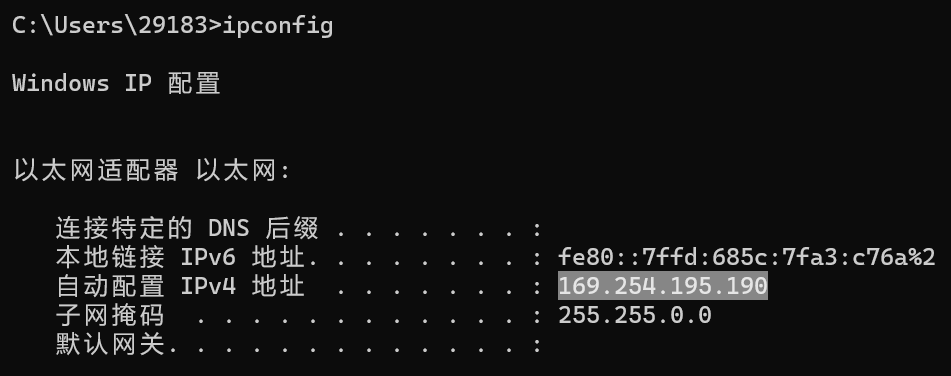 C:\Users\29183>ipconfig
Windows IP 配置
以太网适配器 以太网:
连接特定的 DNS 后缀 . . . . . . . :
本地链接 IPv6 地址. . . . . . . . : fe80::7ffd:685c:7fa3:c76a%2
自动配置 IPv4 地址  . . . . . . . : 169.254.195.190
子网掩码  . . . . . . . . . . . . : 255.255.0.0
默认网关. . . . . . . . . . . . . :